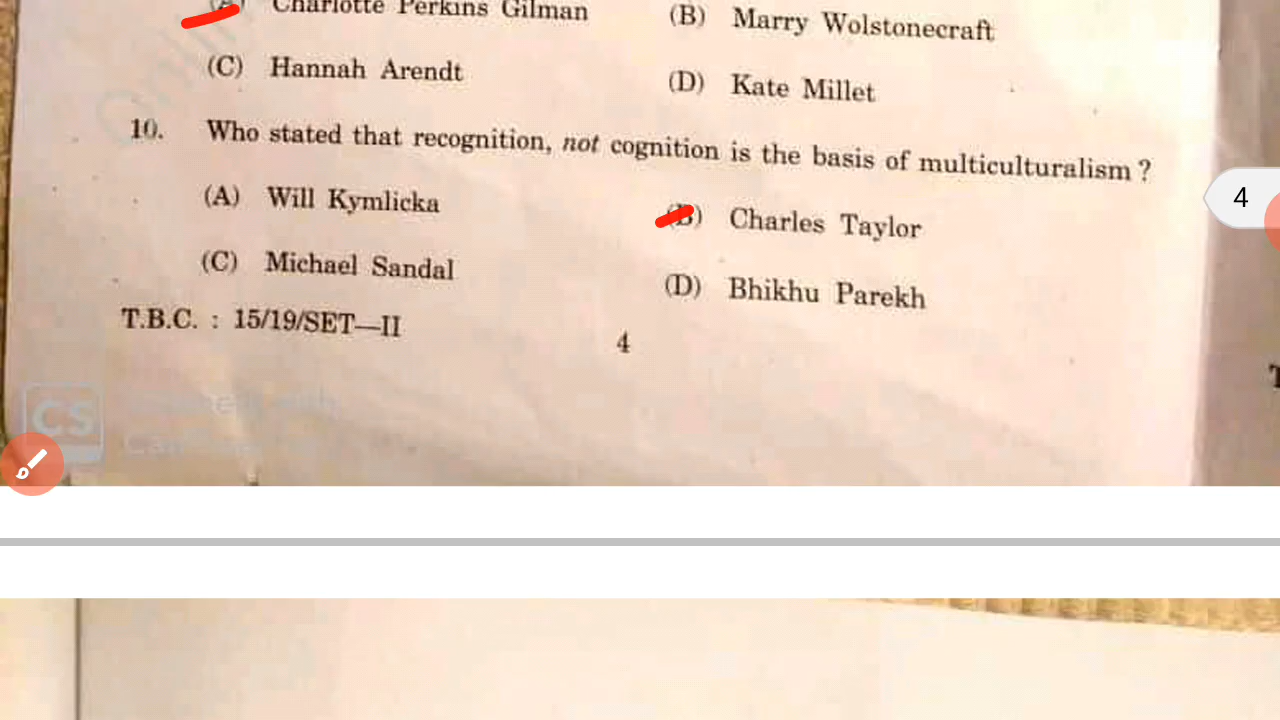 (A) Charlotte Perkins Gilman (B) Marry Wolstonecraft
(C) Hannah Arendt (D) Kate Millet
10. Who stated that recognition, not cognition is the basis of multiculturalism ?
(A) Will Kymlicka (B) Charles Taylor
(C) Michael Sandal (D) Bhikhu Parekh
T.B.C. : 15/19/SET—II
4
4
CS